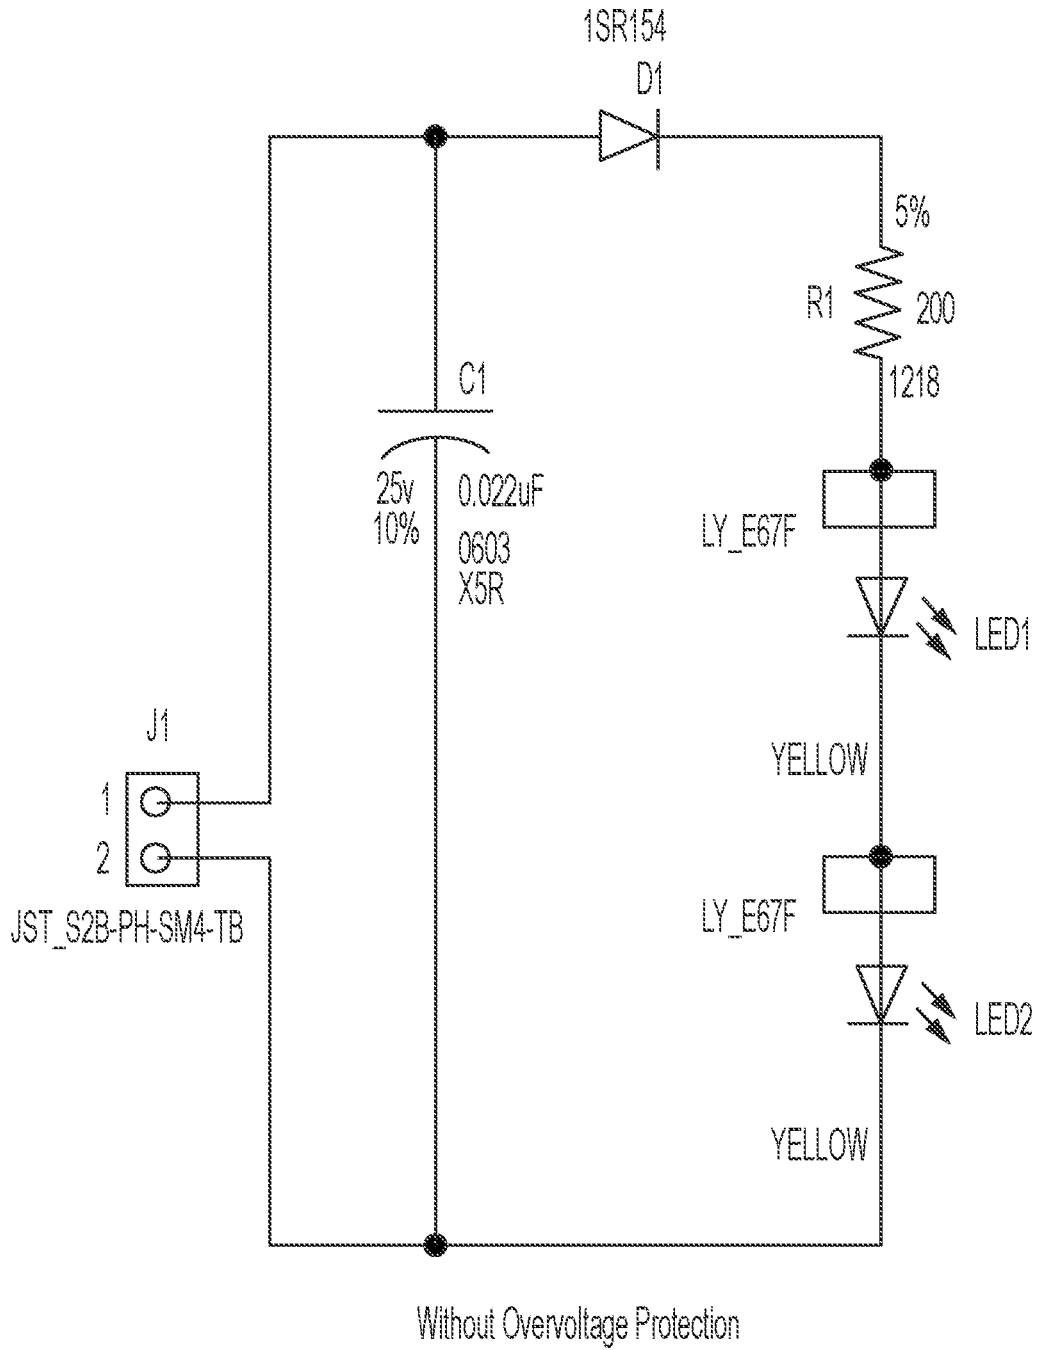 1SR154
D1
5%
R1
200
1218
C1
25v
0.022uF
10%
0603
X5R
LY_E67F
LED1
YELLOW
J1
1
2
JST_S2B-PH-SM4-TB
LY_E67F
LED2
YELLOW
Without Overvoltage Protection